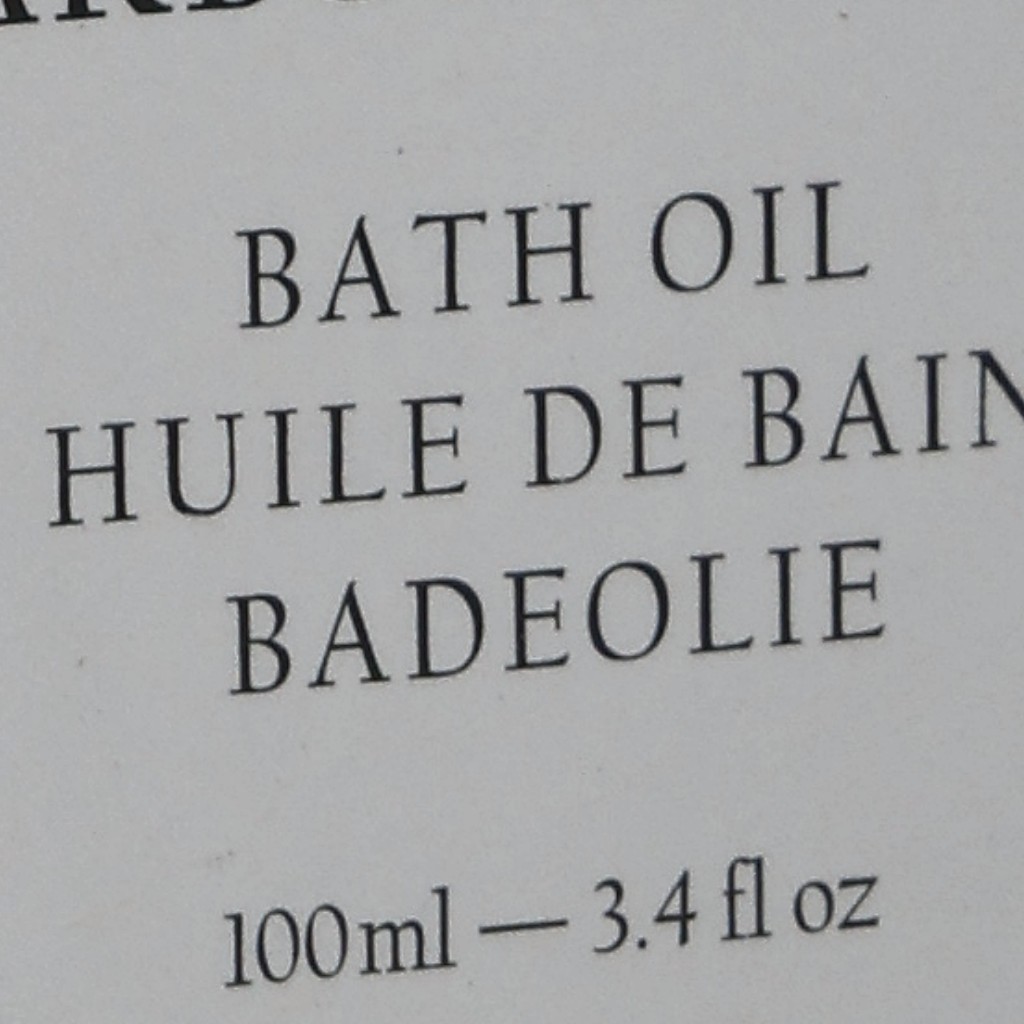 BATH OIL
HUILE DE BAIN
BADEOLIE
100ml — 3.4 fl oz